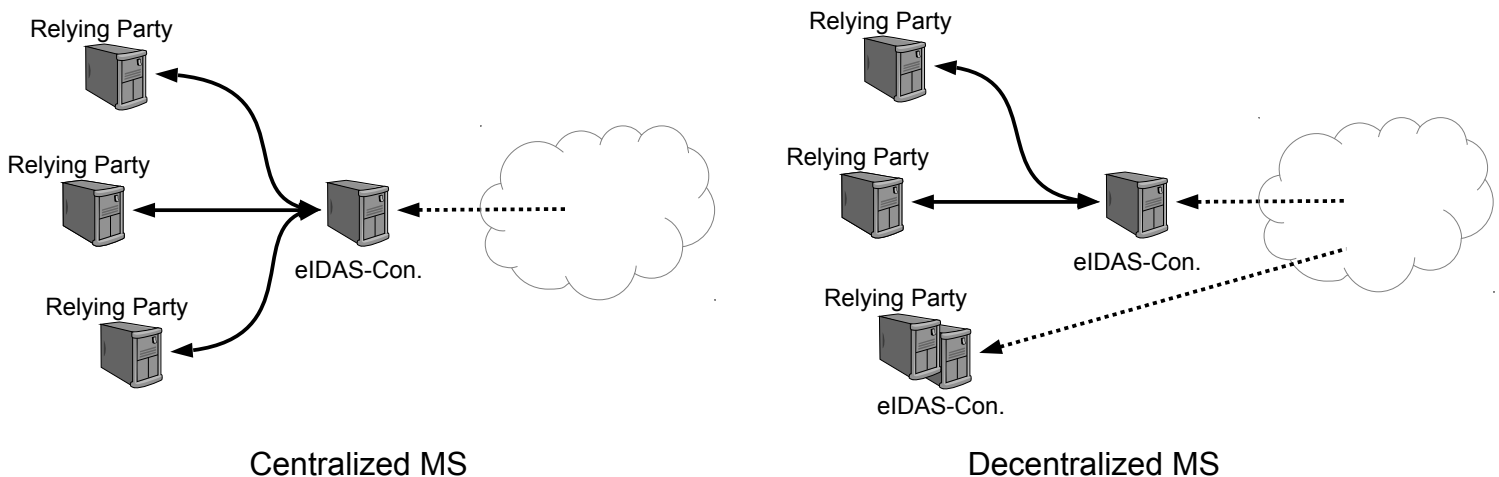 Relying Party
Relying Party
Relying Party
eIDAS-Con.
Centralized MS
Relying Party
Relying Party
eIDAS-Con.
Relying Party
eIDAS-Con.
Decentralized MS